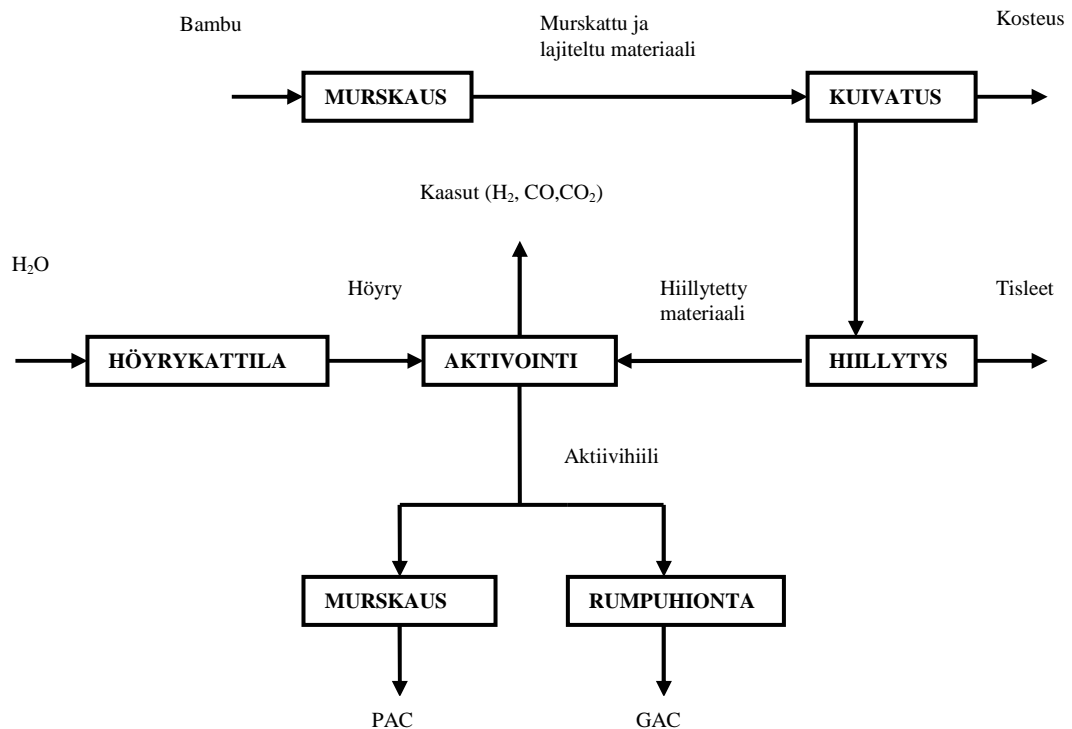 Bambu
Murskattu ja
lajiteltu materiaali
Kosteus
MURSKAUS
KUIVATUS
Kaasut (H₂, CO,CO₂)
H₂O
Höyry
Hiillytetty
materiaali
Tisleet
HÖYRYKATTILA
AKTIVOINTI
HIILLYTYS
Aktiivihiili
MURSKAUS
RUMPUHIONTA
PAC
GAC